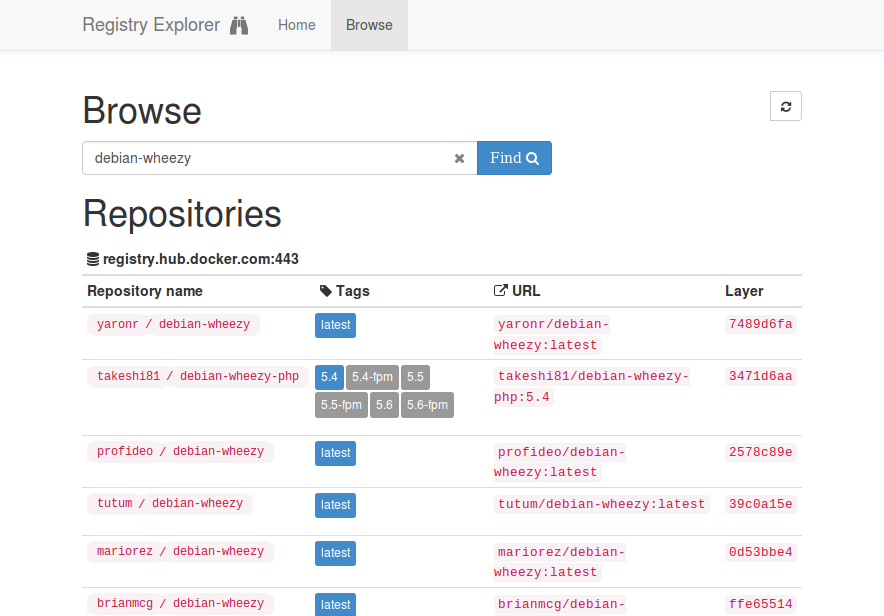 Registry Explorer Home Browse
Browse
debian-wheezy Find
Repositories
registry.hub.docker.com:443
Repository name Tags URL Layer
yaronr / debian-wheezy latest yaronr/debian- 7489d6fa
wheezy:latest
takeshi81 / debian-wheezy-php 5.4 5.4-fpm 5.5 takeshi81/debian-wheezy- 3471d6aa
5.5-fpm 5.6 5.6-fpm php:5.4
profideo / debian-wheezy latest profideo/debian- 2578c89e
wheezy:latest
tutum / debian-wheezy latest tutum/debian-wheezy:latest 39c0a15e
mariorez / debian-wheezy latest mariorez/debian- 0d53bbe4
wheezy:latest
brianmcg / debian-wheezy latest brianmcg/debian- ffe65514